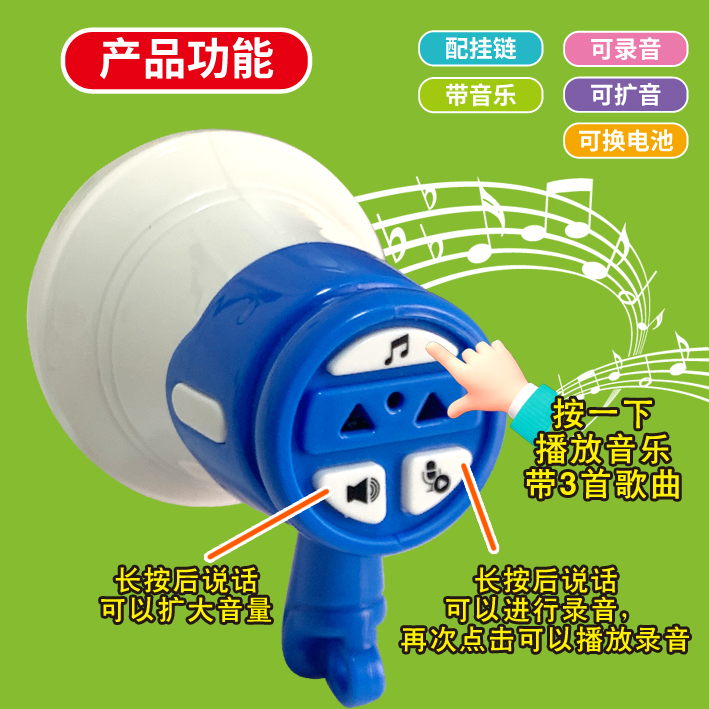 产品功能
配挂链
可录音
带音乐
可扩音
可换电池
按一下
播放音乐
带3首歌曲
长按后说话
可以扩大音量
长按后说话
可以进行录音，
再次点击可以播放录音